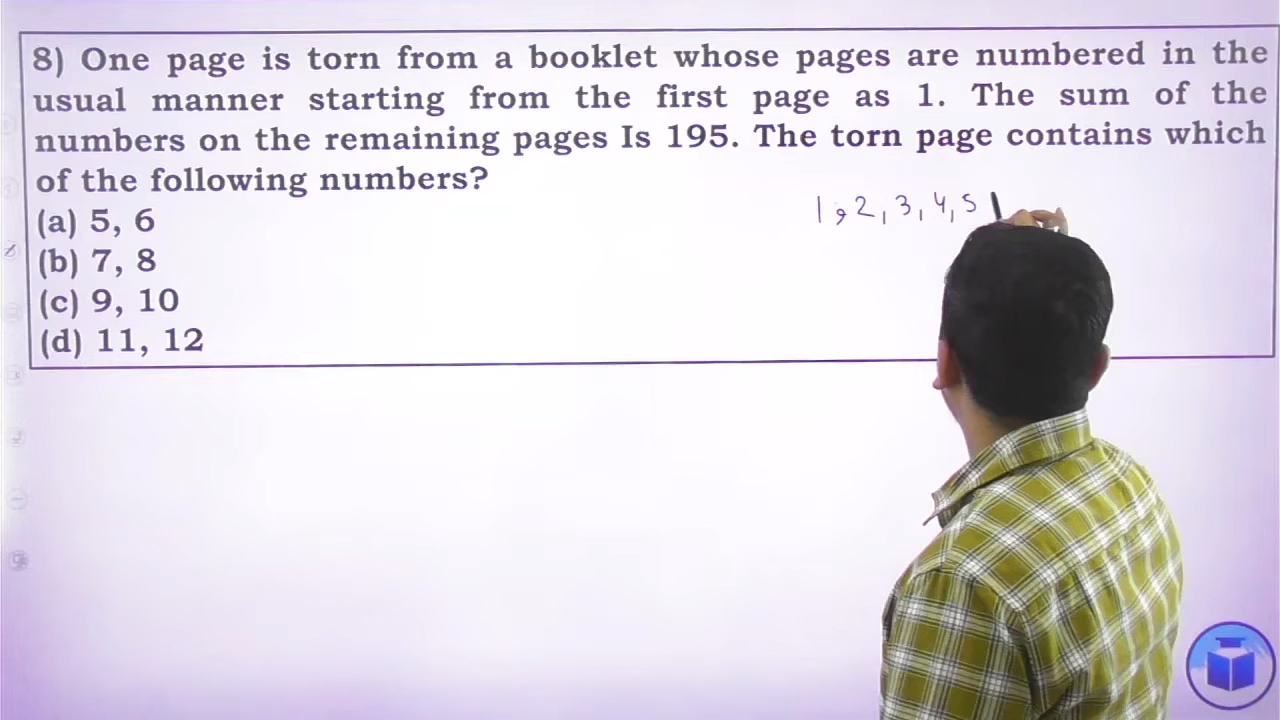 8) One page is torn from a booklet whose pages are numbered in the
usual manner starting from the first page as 1. The sum of the
numbers on the remaining pages Is 195. The torn page contains which
of the following numbers?
(a) 5, 6
(b) 7, 8
(c) 9, 10
(d) 11, 12
1, 2, 3, 4, 5